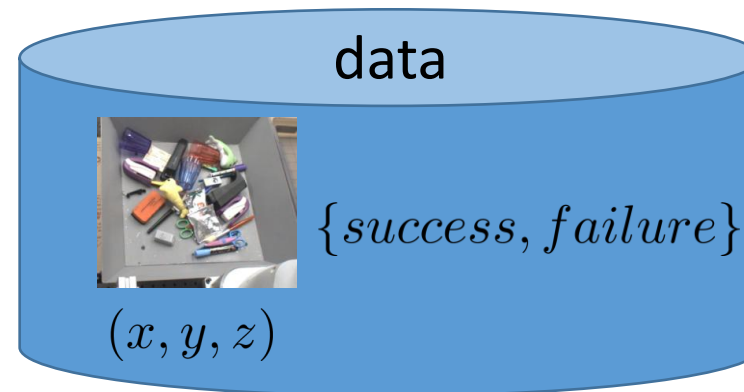 data
{success, failure}
(x, y, z)